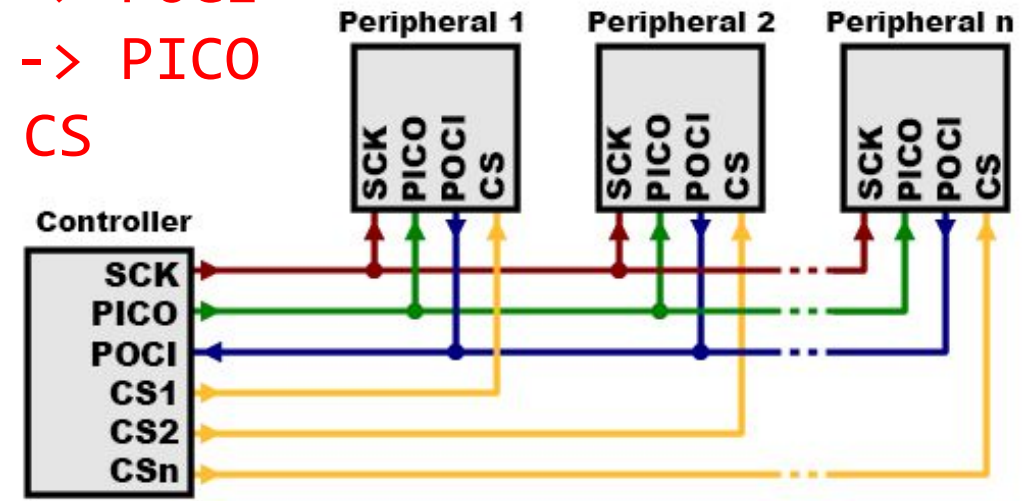 -> POCI
-> PICO
CS
Peripheral 1
SCK
PICO
POCI
CS
Peripheral 2
SCK
PICO
POCI
CS
Peripheral n
SCK
PICO
POCI
CS
Controller
SCK
PICO
POCI
CS1
CS2
CSn